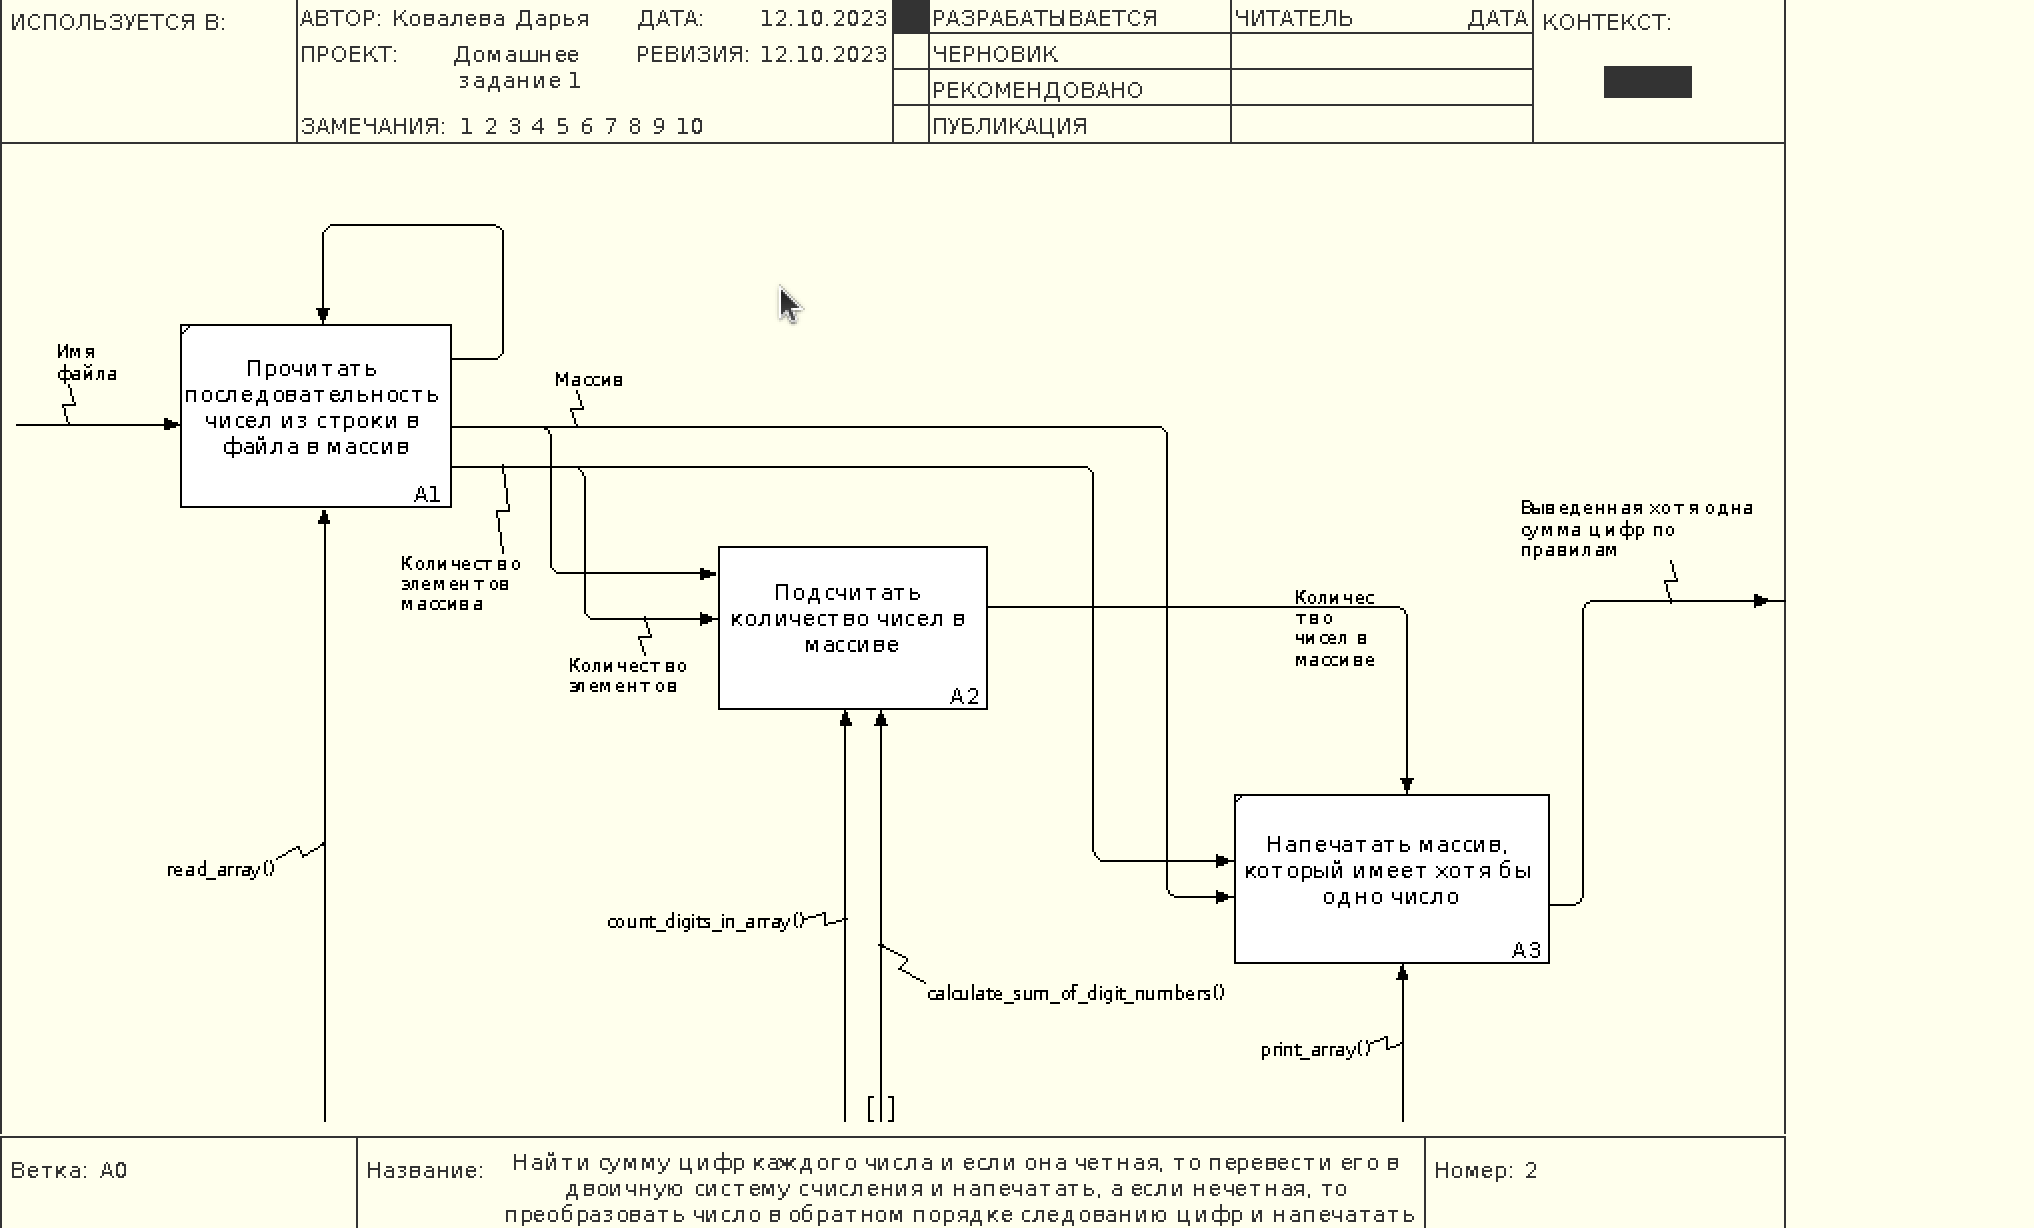 ИСПОЛЬЗУЕТСЯ В:
АВТОР: Ковалева Дарья
ДАТА: 12.10.2023
ПРОЕКТ: Домашнее
задание 1
РЕВИЗИЯ: 12.10.2023
ЗАМЕЧАНИЯ: 1 2 3 4 5 6 7 8 9 10
РАЗРАБАТЫВАЕТСЯ
ЧЕРНОВИК
РЕКОМЕНДОВАНО
ПУБЛИКАЦИЯ
ЧИТАТЕЛЬ ДАТА
КОНТЕКСТ:
Имя
файла
Прочитать
последовательность
чисел из строки в
файла в массив
A1
Массив
Количество
элементов
массива
Количество
элементов
Подсчитать
количество чисел в
массиве
A2
Количес
тво
чисел в
массиве
Выведенная хотя одна
сумма цифр по
правилам
Напечатать массив,
который имеет хотя бы
одно число
A3
read_array()
count_digits_in_array()
calculate_sum_of_digit_numbers()
print_array()
[ ]
Ветка: A0
Название:
Найти сумму цифр каждого числа и если она четная, то перевести его в
двоичную систему счисления и напечатать, а если нечетная, то
преобразовать число в обратном порядке следованию цифр и напечатать
Номер: 2